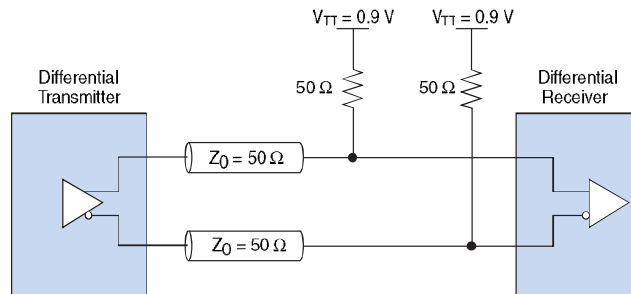 V_TT = 0.9 V V_TT = 0.9 V
Differential
Transmitter
50 Ω 50 Ω
Differential
Receiver
Z_0 = 50 Ω
Z_0 = 50 Ω